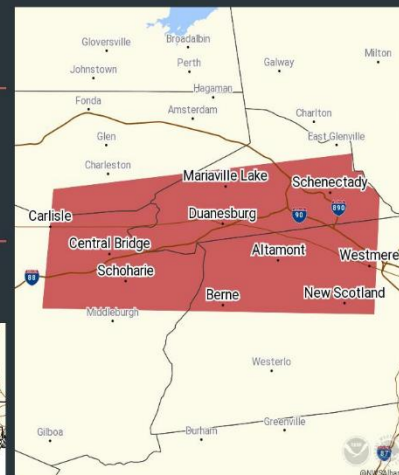 Broadalbin
Gloversville
Milton
Perth
Galway
Johnstown
Hagaman
Fonda
Amsterdam
Charlton
Glen
East Glenville
Charleston
Mariaville Lake
Schenectady
Carlisle
Duanesburg
90
890
Central Bridge
Altamont
Westmere
88
Schoharie
Berne
New Scotland
Middleburgh
Westerlo
Greenville
Gilboa
Durham
87